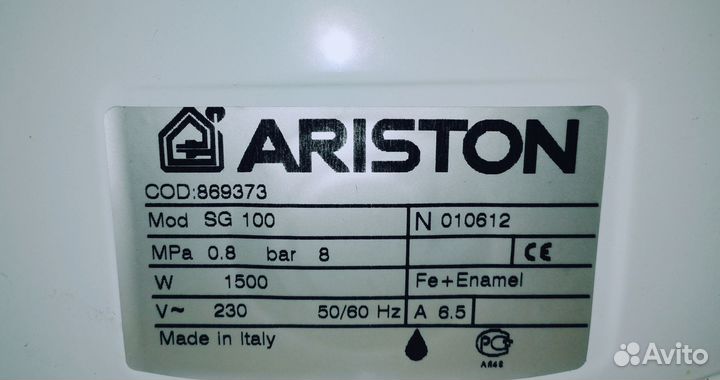 ARISTON
COD:869373
Mod SG 100 N 010612
MPa 0.8 bar 8 CE
W 1500 Fe+Enamel
V~ 230 50/60 Hz A 6.5
Made in Italy
Avito